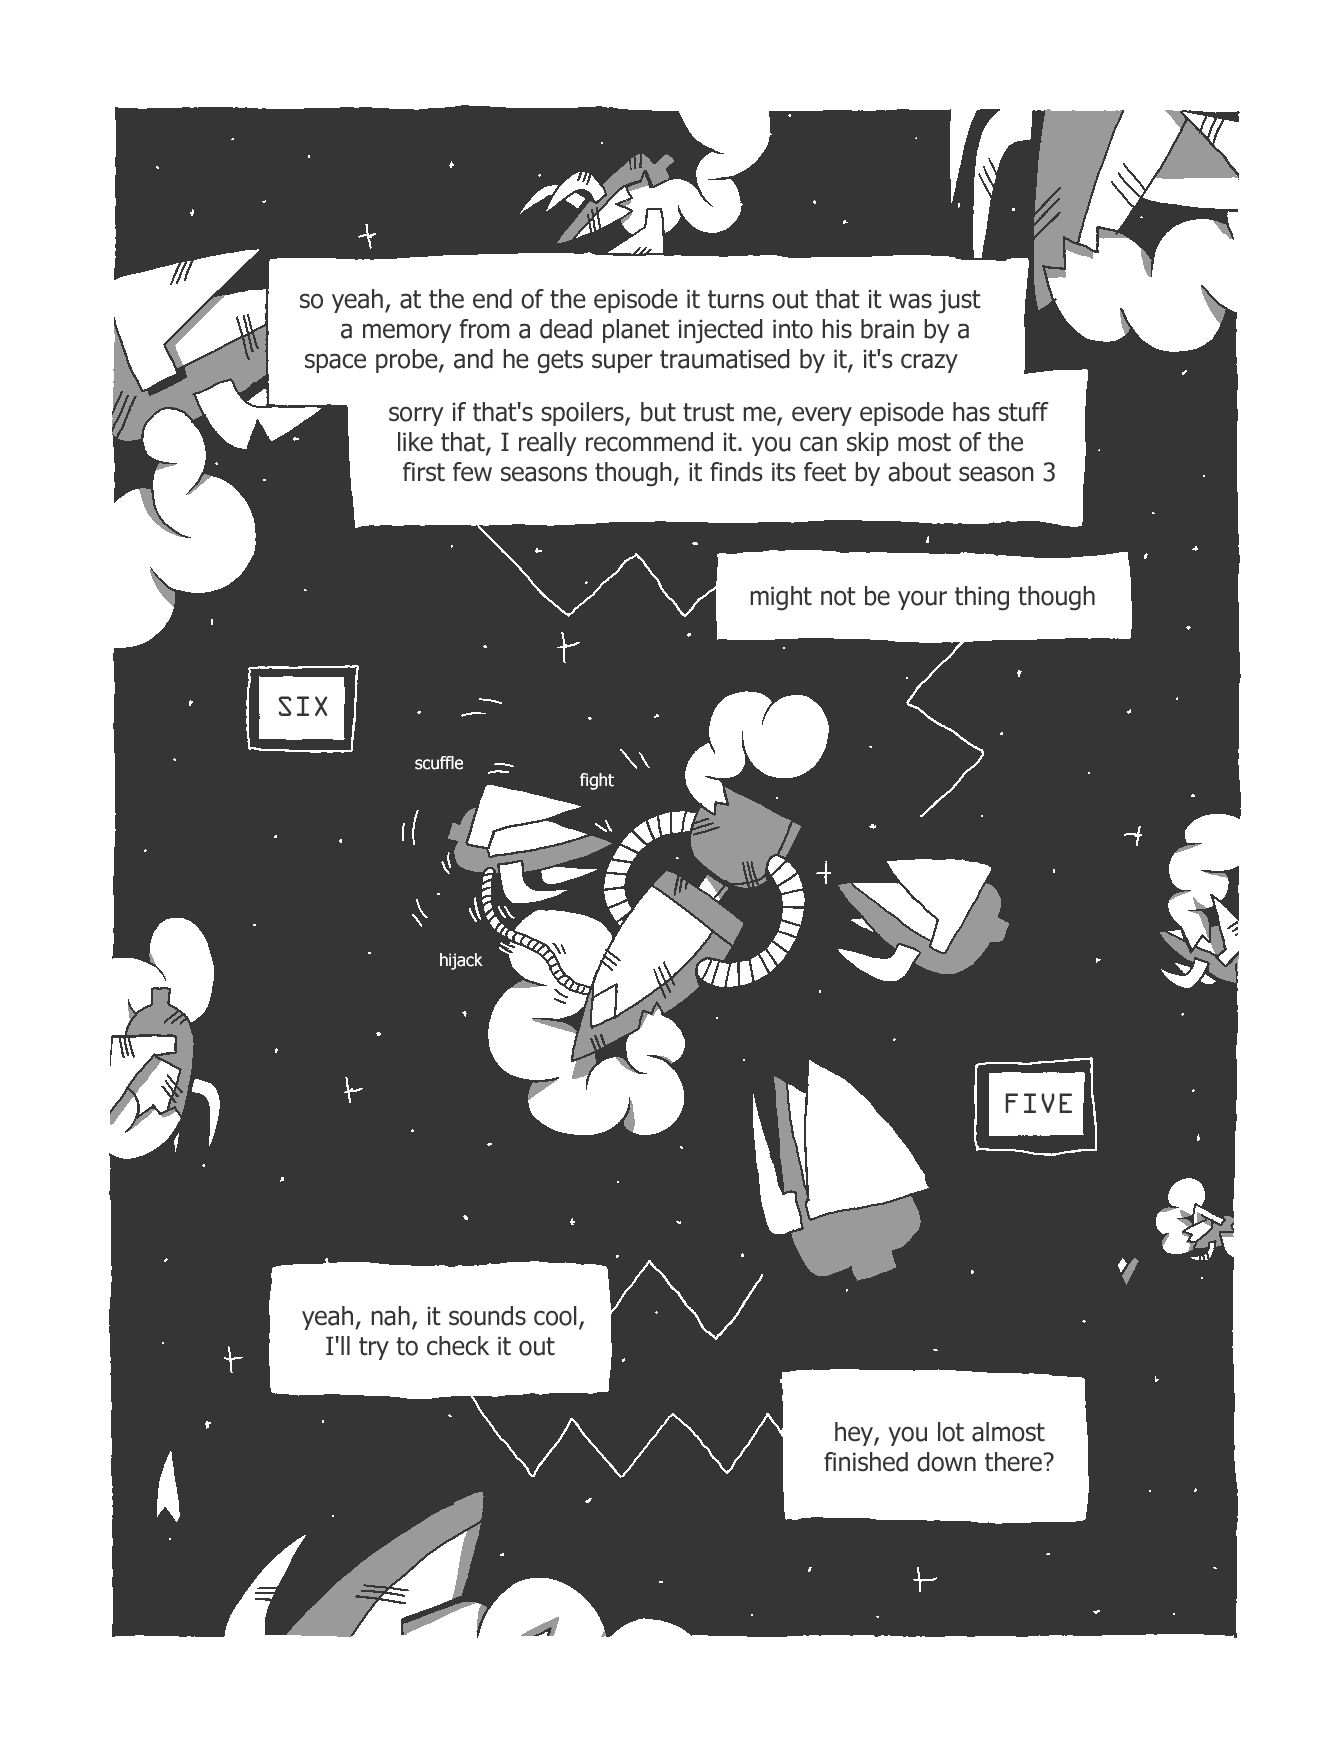 so yeah, at the end of the episode it turns out that it was just
a memory from a dead planet injected into his brain by a
space probe, and he gets super traumatised by it, it's crazy
sorry if that's spoilers, but trust me, every episode has stuff
like that, I really recommend it. you can skip most of the
first few seasons though, it finds its feet by about season 3
might not be your thing though
SIX
scuffle
fight
hijack
FIVE
yeah, nah, it sounds cool,
I'll try to check it out
hey, you lot almost
finished down there?